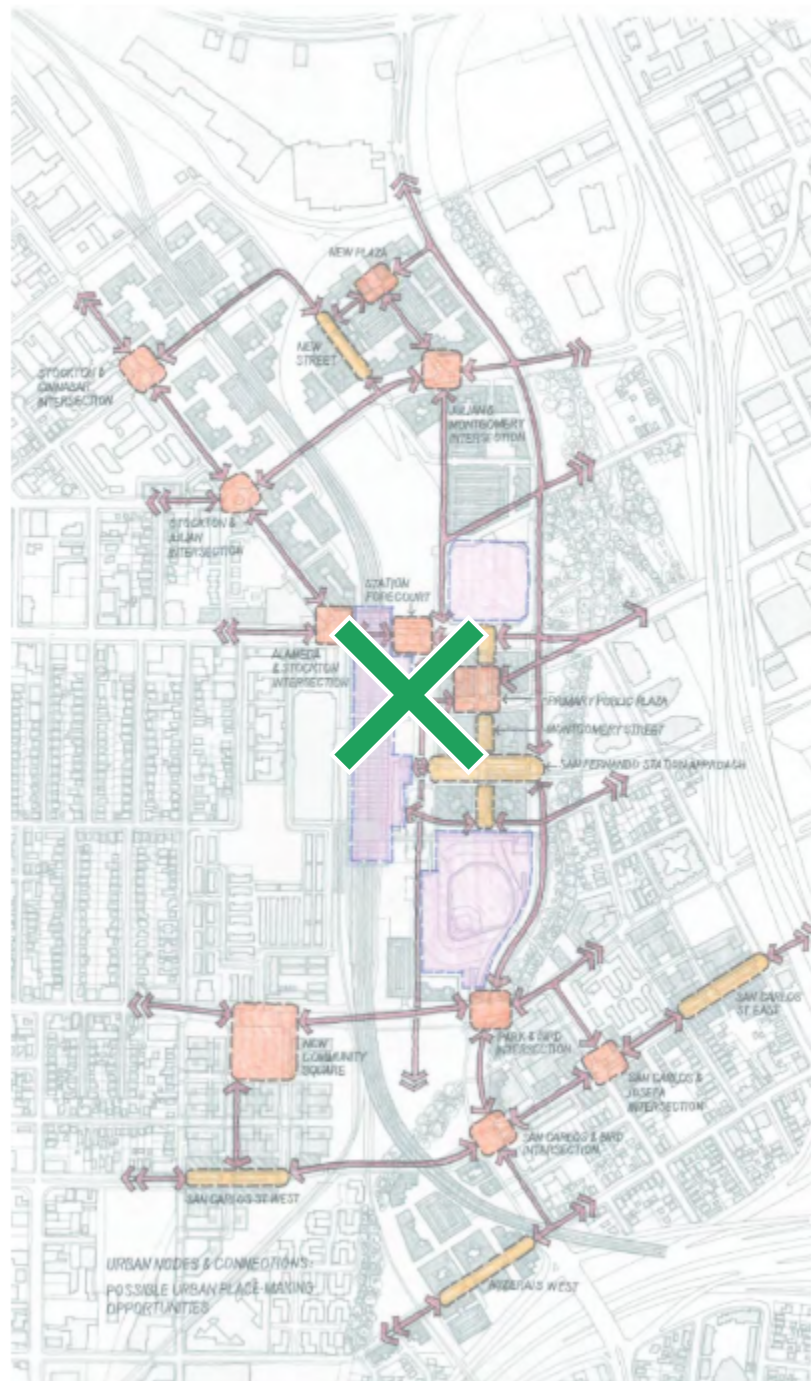 NEW PLAZA
NEW
STREET
STOCKTON &
CINNABAR
INTERSECTION
JULIAN &
MONTGOMERY
INTERSECTION
STOCKTON &
JULIAN
INTERSECTION
STATION
FORECOURT
ALAMEDA
& STOCKTON
INTERSECTION
PRIMARY PUBLIC PLAZA
MONTGOMERY STREET
SAN FERNANDO STATION APPROACH
SAN CARLOS
ST EAST
NEW
COMMUNITY
SQUARE
PARK & BIRD
INTERSECTION
SAN CARLOS &
JOSEFA
INTERSECTION
SAN CARLOS & BIRD
INTERSECTION
SAN CARLOS ST WEST
AUZERAIS WEST
URBAN NODES & CONNECTIONS:
POSSIBLE URBAN PLACE-MAKING
OPPORTUNITIES